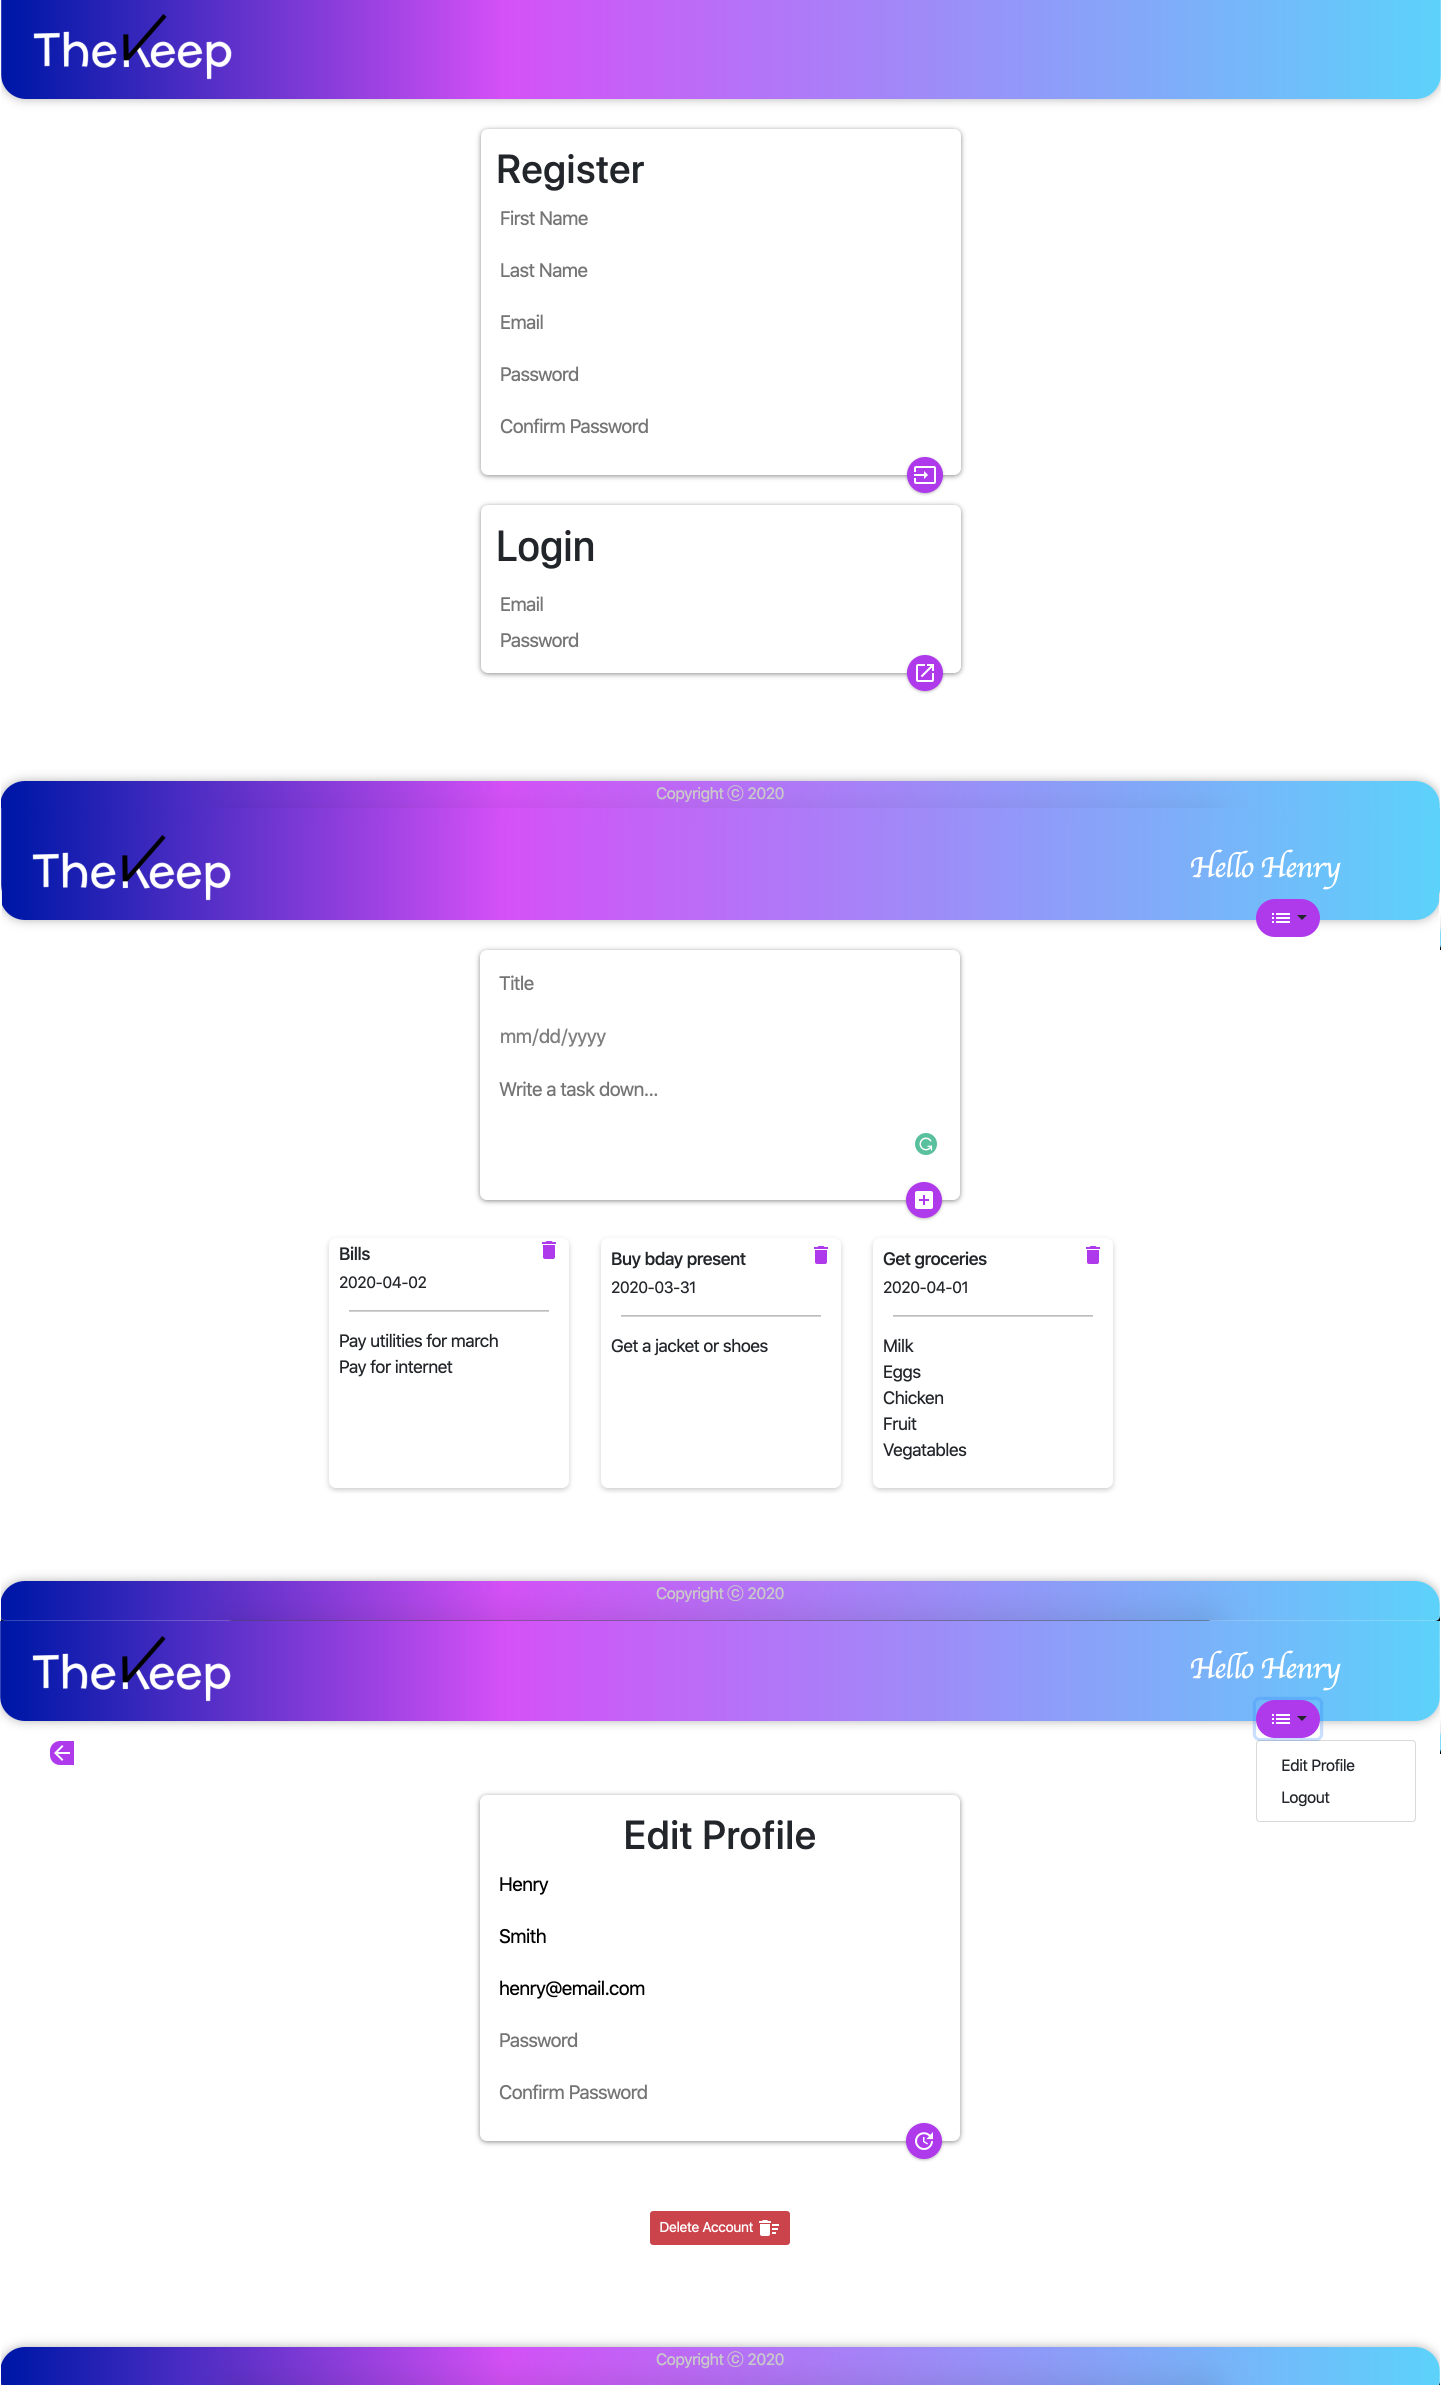 TheKeep
Register
First Name
Last Name
Email
Password
Confirm Password
Login
Email
Password
Copyright ⓒ 2020
TheKeep
Hello Henry
Title
mm/dd/yyyy
Write a task down...
Bills
2020-04-02
Pay utilities for march
Pay for internet
Buy bday present
2020-03-31
Get a jacket or shoes
Get groceries
2020-04-01
Milk
Eggs
Chicken
Fruit
Vegatables
Copyright ⓒ 2020
TheKeep
Hello Henry
Edit Profile
Logout
Edit Profile
Henry
Smith
henry@email.com
Password
Confirm Password
Delete Account
Copyright ⓒ 2020